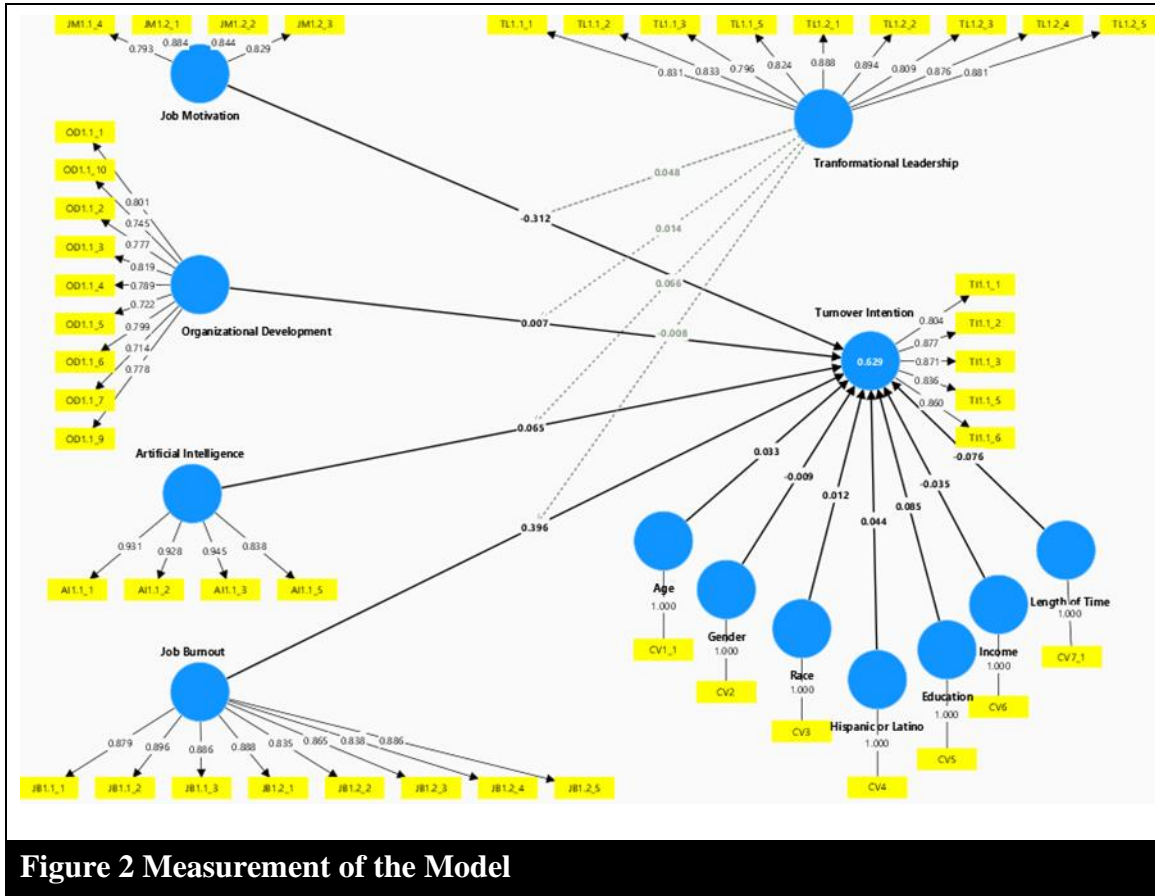 JM1.1_4 JM1.2_1 JM1.2_2 JM1.2_3
0.793 0.884 0.844 0.829
Job Motivation
TL1.1_1 TL1.1_2 TL1.1_3 TL1.1_5 TL1.2_1 TL1.2_2 TL1.2_3 TL1.2_4 TL1.2_5
0.831 0.833 0.796 0.824 0.888 0.894 0.809 0.876 0.881
Tranformational Leadership
OD1.1_1
OD1.1_10
OD1.1_2
OD1.1_3
OD1.1_4
OD1.1_5
OD1.1_6
OD1.1_7
OD1.1_9
0.801
0.745
0.777
0.819
0.789
0.722
0.799
0.714
0.778
Organizational Development
0.048
-0.312
0.014
0.066
0.007
-0.008
0.065
0.396
Turnover Intention
0.629
TI1.1_1
TI1.1_2
TI1.1_3
TI1.1_5
TI1.1_6
0.804
0.877
0.871
0.836
0.860
Artificial Intelligence
0.931 0.928 0.945 0.838
AI1.1_1 AI1.1_2 AI1.1_3 AI1.1_5
Job Burnout
0.879 0.896 0.886 0.888 0.835 0.865 0.838 0.886
JB1.1_1 JB1.1_2 JB1.1_3 JB1.2_1 JB1.2_2 JB1.2_3 JB1.2_4 JB1.2_5
0.033 -0.009 0.012 0.044 0.085 -0.035 -0.076
Age
1.000
CV1_1
Gender
1.000
CV2
Race
1.000
CV3
Hispanic or Latino
1.000
CV4
Education
1.000
CV5
Income
1.000
CV6
Length of Time
1.000
CV7_1
Figure 2 Measurement of the Model